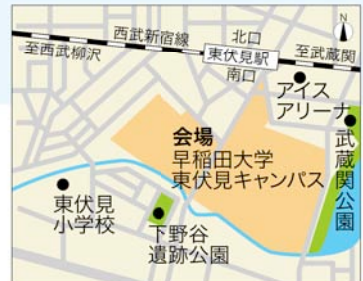 N
西武新宿線
北口
至西武柳沢
東伏見駅
至武蔵関
南口
アイス
アリーナ
会場
早稲田大学
東伏見キャンパス
武蔵関公園
東伏見
小学校
下野谷
遺跡公園